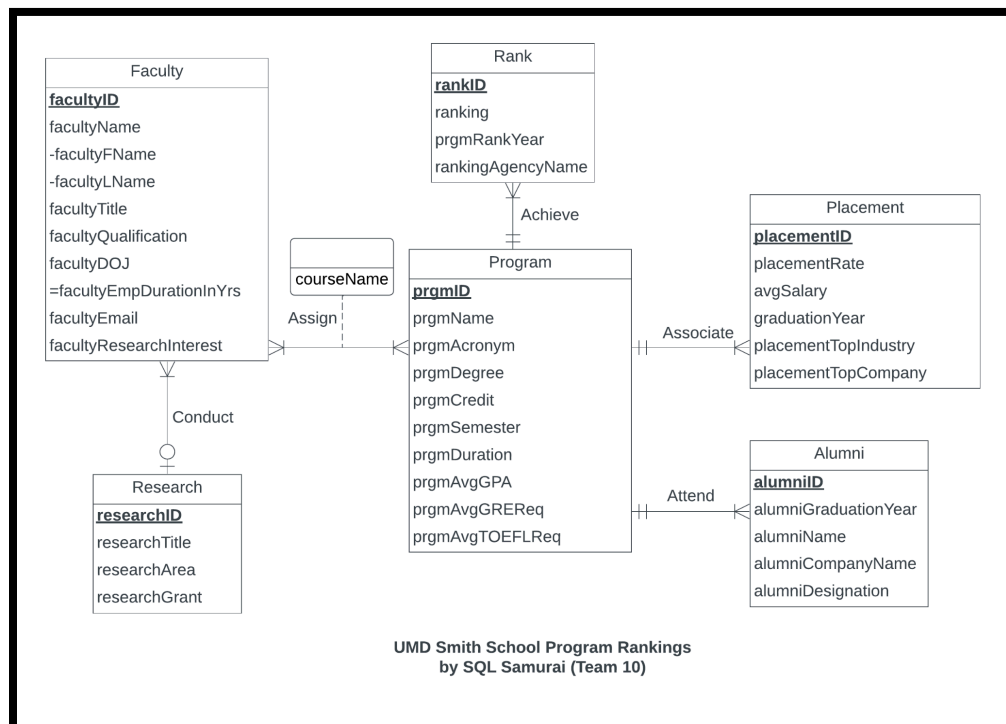 Faculty
facultyID
facultyName
-facultyFName
-facultyLName
facultyTitle
facultyQualification
facultyDOJ
=facultyEmpDurationInYrs
facultyEmail
facultyResearchInterest
Conduct
Research
researchID
researchTitle
researchArea
researchGrant
courseName
Assign
Rank
rankID
ranking
prgmRankYear
rankingAgencyName
Achieve
Program
prgmID
prgmName
prgmAcronym
prgmDegree
prgmCredit
prgmSemester
prgmDuration
prgmAvgGPA
prgmAvgGREReq
prgmAvgTOEFLReq
Associate
Placement
placementID
placementRate
avgSalary
graduationYear
placementTopIndustry
placementTopCompany
Attend
Alumni
alumniID
alumniGraduationYear
alumniName
alumniCompanyName
alumniDesignation
UMD Smith School Program Rankings
by SQL Samurai (Team 10)